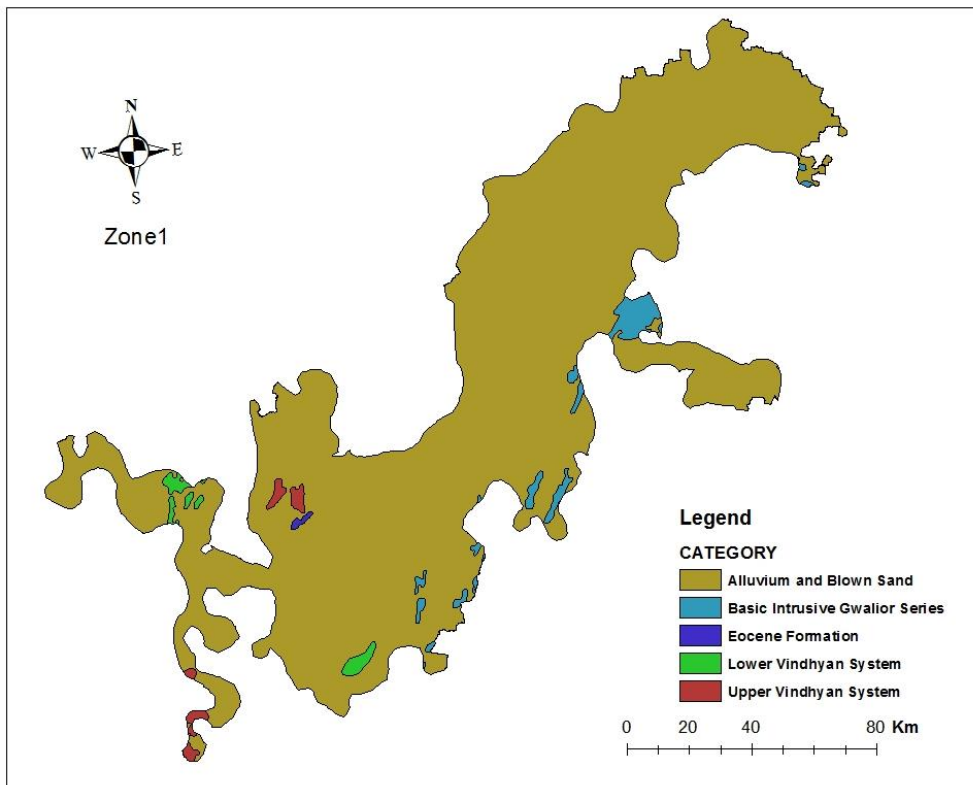 N
W E
S
Zone1
Legend
CATEGORY
Alluvium and Blown Sand
Basic Intrusive Gwalior Series
Eocene Formation
Lower Vindhyan System
Upper Vindhyan System
0 20 40 80 Km